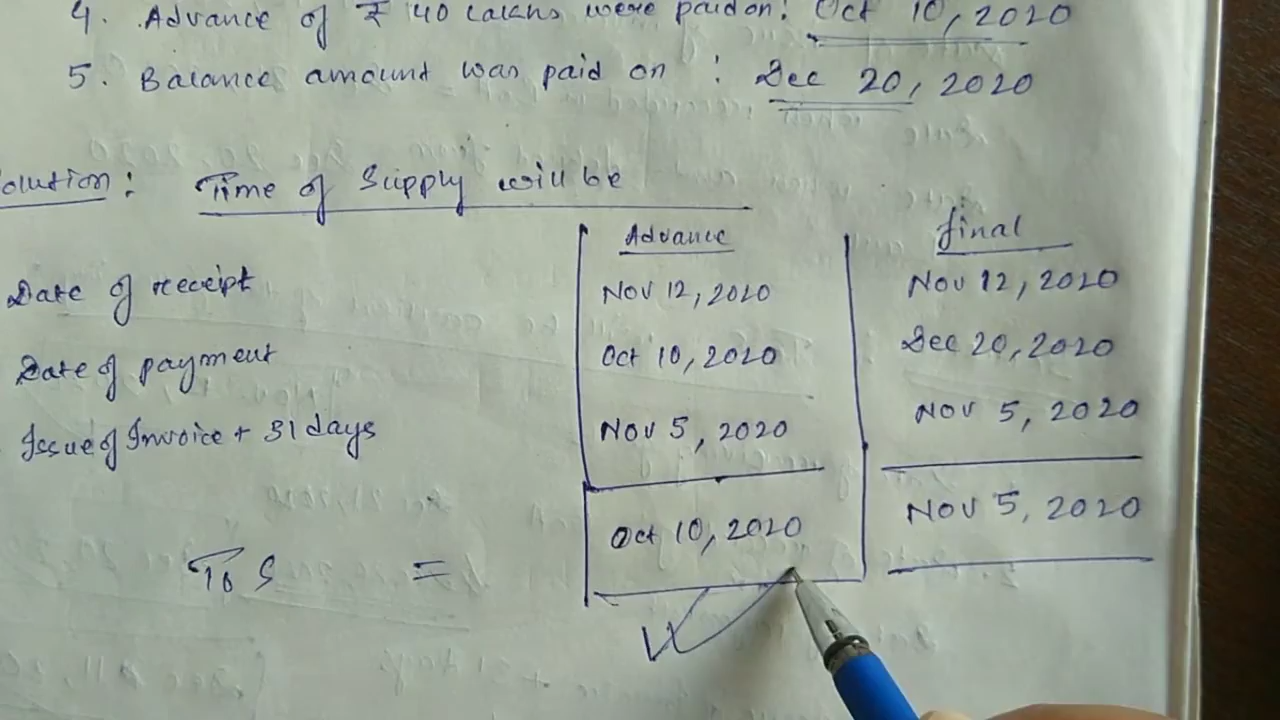 4. Advance of ₹ 40 Lakhs were paid on: Oct 10, 2020
5. Balance amount was paid on : Dec 20, 2020
olution: Time of Supply will be
Advance final
Date of receipt Nov 12, 2020 Nov 12, 2020
Date of payment Oct 10, 2020 Dec 20, 2020
Issue of Invoice + 31 days Nov 5, 2020 Nov 5, 2020
ToS = Oct 10, 2020 Nov 5, 2020